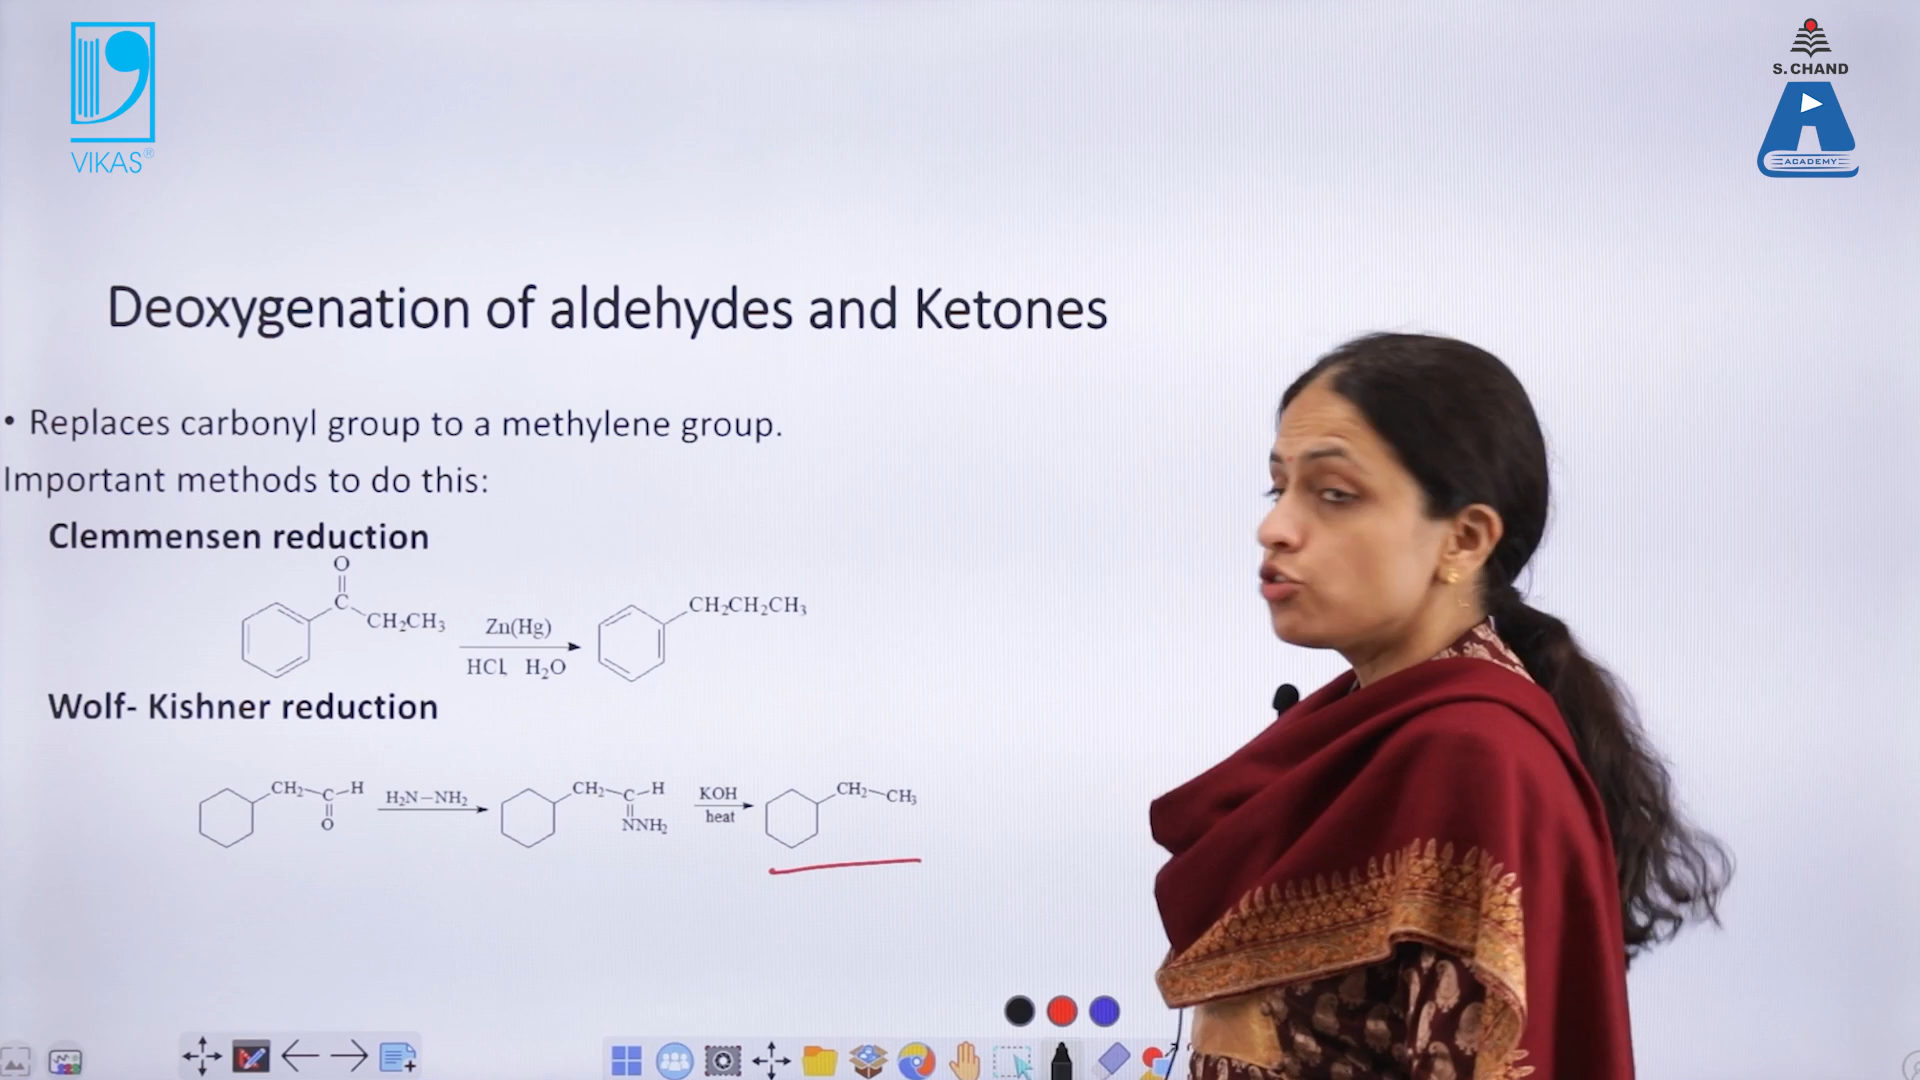 VIKAS®
S. CHAND
ACADEMY
Deoxygenation of aldehydes and Ketones
• Replaces carbonyl group to a methylene group.
Important methods to do this:
Clemmensen reduction
O
C
CH₂CH₃
Zn(Hg)
HCl, H₂O
CH₂CH₂CH₃
Wolf- Kishner reduction
CH₂ C H
O
H₂N—NH₂
CH₂ C H
NNH₂
KOH
heat
CH₂ CH₃